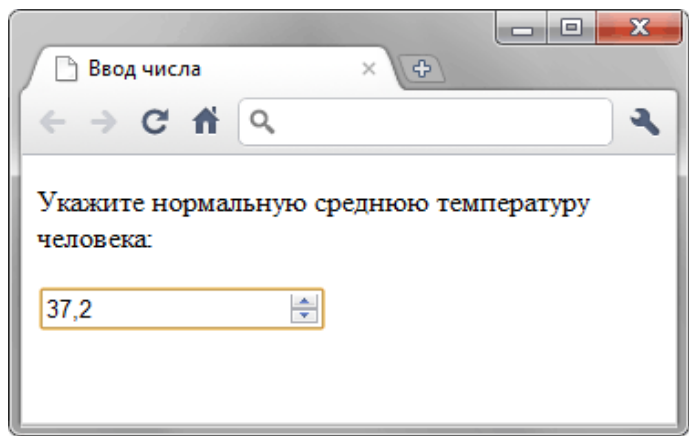 Ввод числа
Укажите нормальную среднюю температуру
человека:
37,2